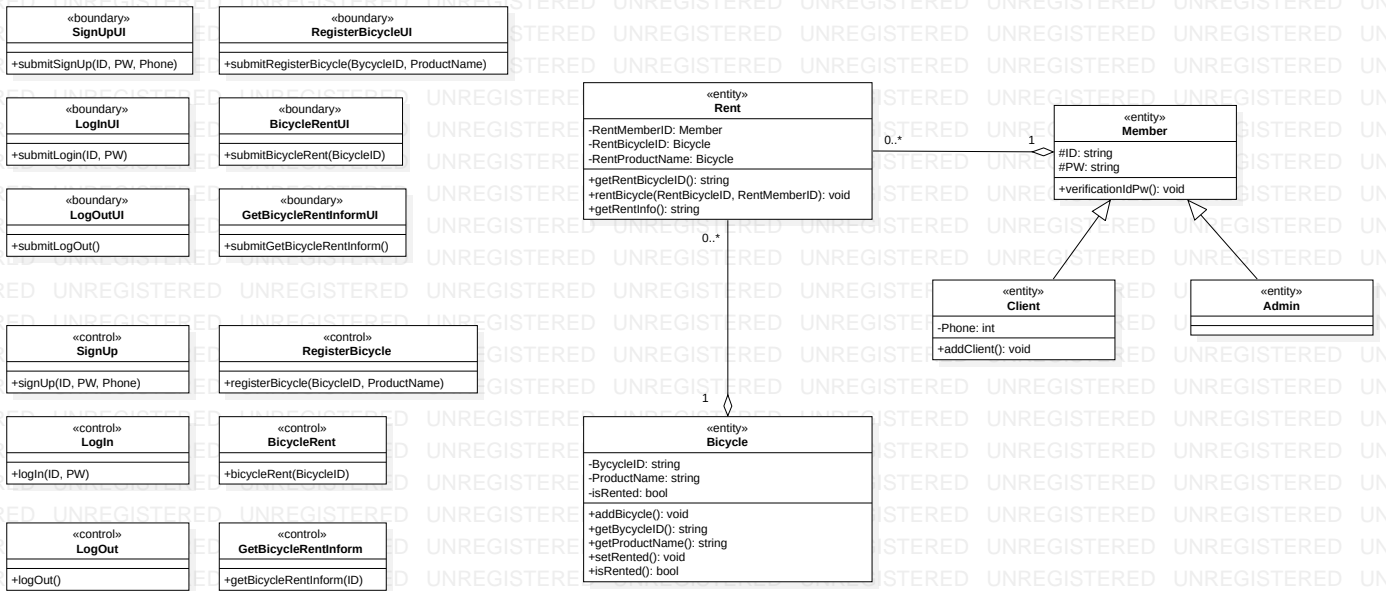 «boundary»
SignUpUI
+submitSignUp(ID, PW, Phone)
«boundary»
RegisterBicycleUI
+submitRegisterBicycle(BycycleID, ProductName)
«boundary»
LogInUI
+submitLogin(ID, PW)
«boundary»
BicycleRentUI
+submitBicycleRent(BicycleID)
«boundary»
LogOutUI
+submitLogOut()
«boundary»
GetBicycleRentInformUI
+submitGetBicycleRentInform()
«control»
SignUp
+signUp(ID, PW, Phone)
«control»
RegisterBicycle
+registerBicycle(BicycleID, ProductName)
«control»
LogIn
+logIn(ID, PW)
«control»
BicycleRent
+bicycleRent(BicycleID)
«control»
LogOut
+logOut()
«control»
GetBicycleRentInform
+getBicycleRentInform(ID)
«entity»
Rent
-RentMemberID: Member
-RentBicycleID: Bicycle
-RentProductName: Bicycle
+getRentBicycleID(): string
+rentBicycle(RentBicycleID, RentMemberID): void
+getRentInfo(): string
0..*
1
«entity»
Member
#ID: string
#PW: string
+verificationIdPw(): void
«entity»
Client
-Phone: int
+addClient(): void
«entity»
Admin
0..*
1
«entity»
Bicycle
-BycycleID: string
-ProductName: string
-isRented: bool
+addBicycle(): void
+getBycycleID(): string
+getProductName(): string
+setRented(): void
+isRented(): bool
UNREGISTERED